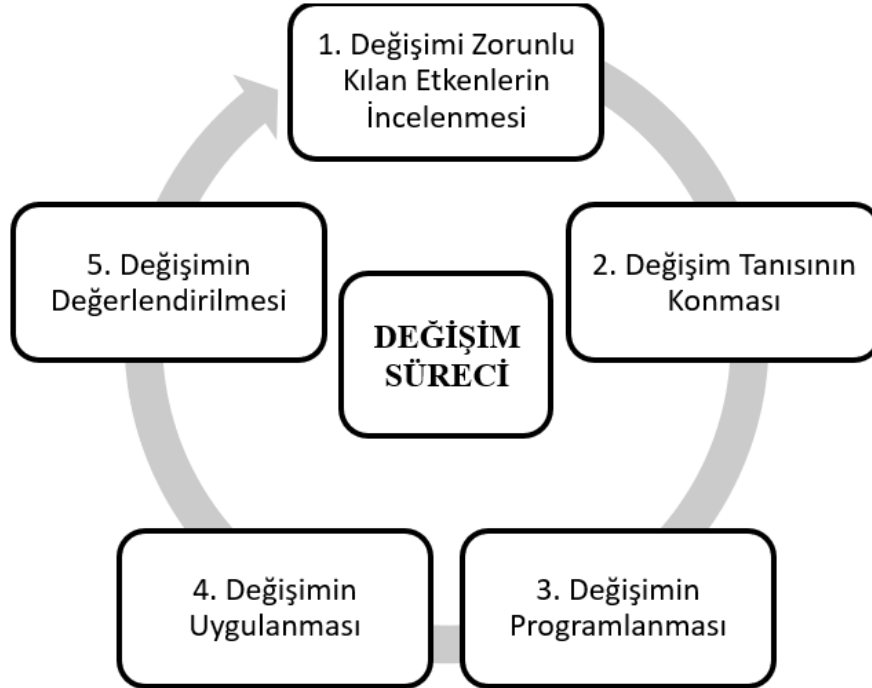 1. Değişimi Zorunlu
Kılan Etkenlerin
İncelenmesi
2. Değişim Tanısının
Konması
3. Değişimin
Programlanması
4. Değişimin
Uygulanması
5. Değişimin
Değerlendirilmesi
DEĞİŞİM
SÜRECİ